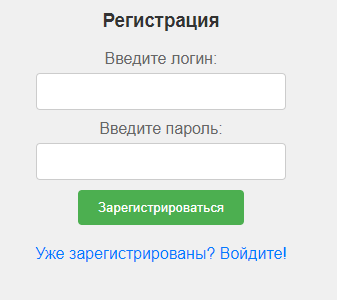 Регистрация
Введите логин:
Введите пароль:
Зарегистрироваться
Уже зарегистрированы? Войдите!